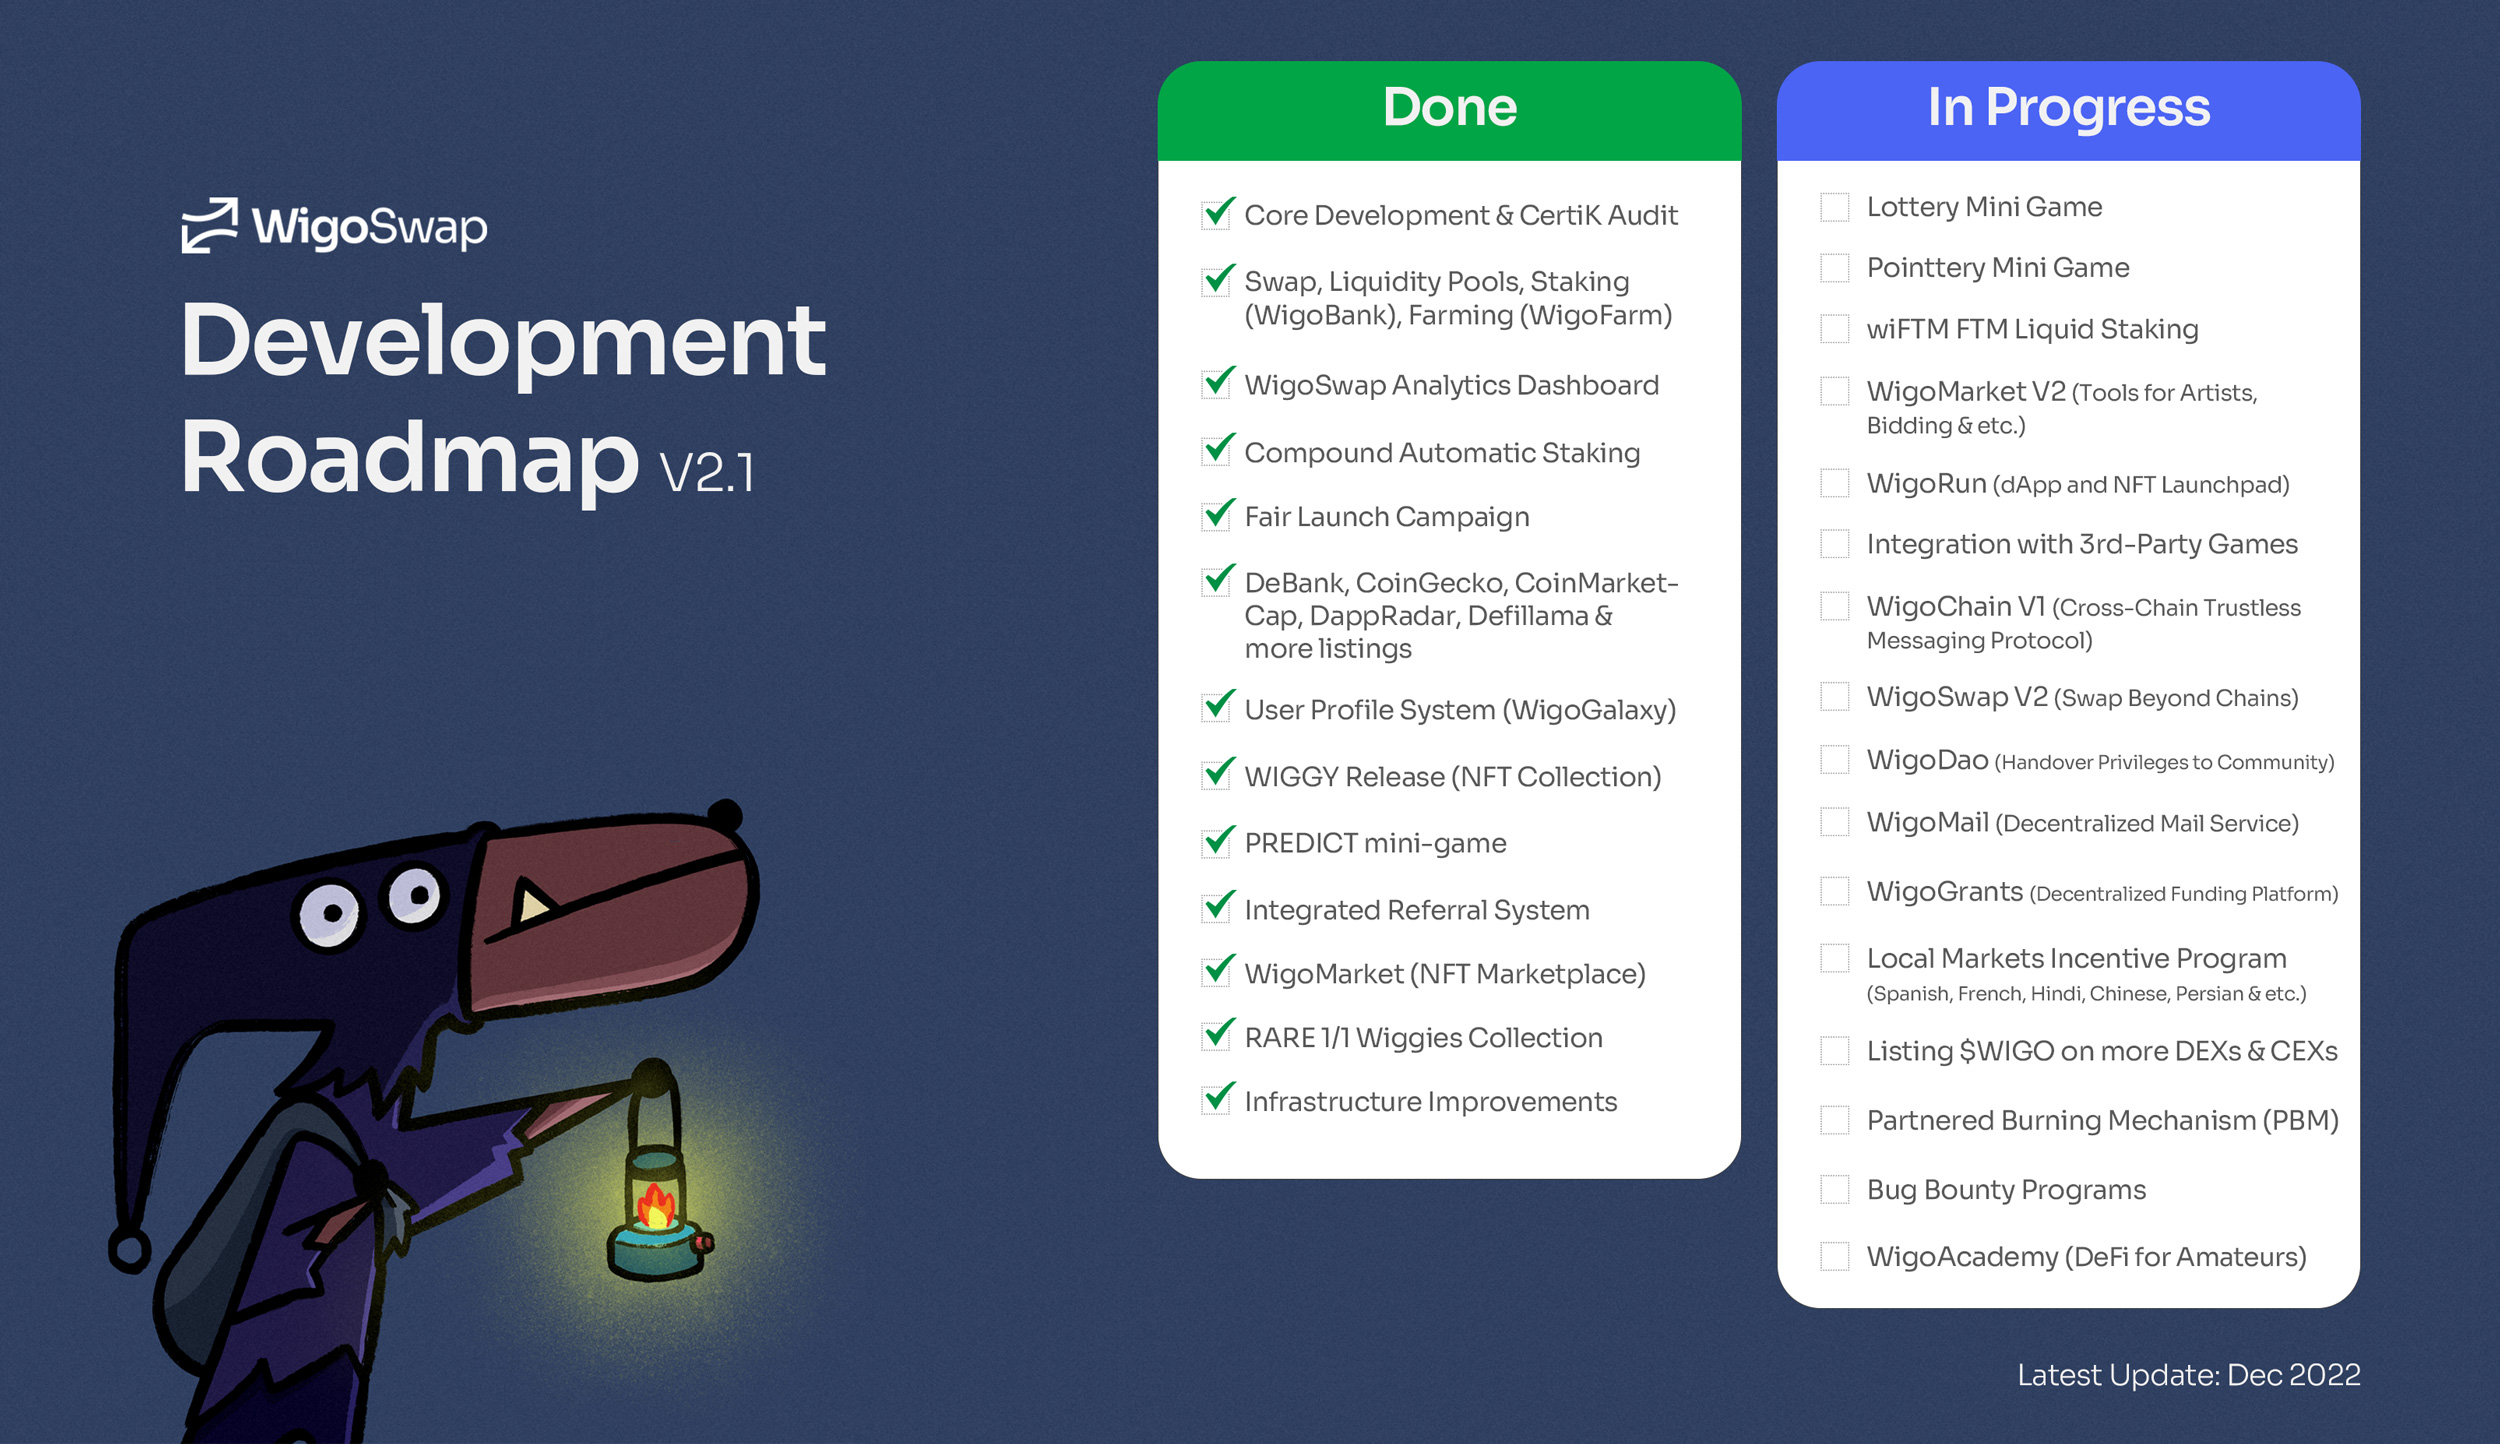 WigoSwap
Development
Roadmap V2.1
Done
Core Development & CertiK Audit
Swap, Liquidity Pools, Staking
(WigoBank), Farming (WigoFarm)
WigoSwap Analytics Dashboard
Compound Automatic Staking
Fair Launch Campaign
DeBank, CoinGecko, CoinMarket-
Cap, DappRadar, Defillama &
more listings
User Profile System (WigoGalaxy)
WIGGY Release (NFT Collection)
PREDICT mini-game
Integrated Referral System
WigoMarket (NFT Marketplace)
RARE 1/1 Wiggies Collection
Infrastructure Improvements
In Progress
Lottery Mini Game
Pointtery Mini Game
wiFTM FTM Liquid Staking
WigoMarket V2 (Tools for Artists,
Bidding & etc.)
WigoRun (dApp and NFT Launchpad)
Integration with 3rd-Party Games
WigoChain V1 (Cross-Chain Trustless
Messaging Protocol)
WigoSwap V2 (Swap Beyond Chains)
WigoDao (Handover Privileges to Community)
WigoMail (Decentralized Mail Service)
WigoGrants (Decentralized Funding Platform)
Local Markets Incentive Program
(Spanish, French, Hindi, Chinese, Persian & etc.)
Listing $WIGO on more DEXs & CEXs
Partnered Burning Mechanism (PBM)
Bug Bounty Programs
WigoAcademy (DeFi for Amateurs)
Latest Update: Dec 2022